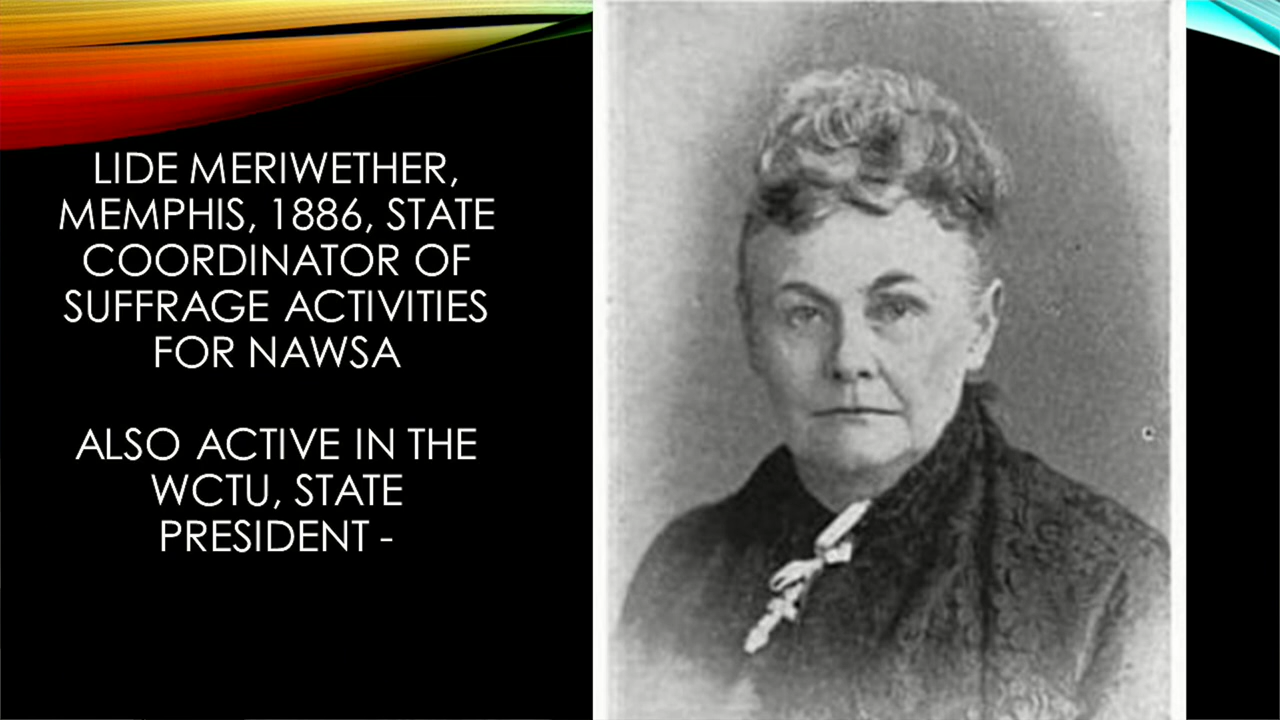 LIDE MERIWETHER,
MEMPHIS, 1886, STATE
COORDINATOR OF
SUFFRAGE ACTIVITIES
FOR NAWSA
ALSO ACTIVE IN THE
WCTU, STATE
PRESIDENT -